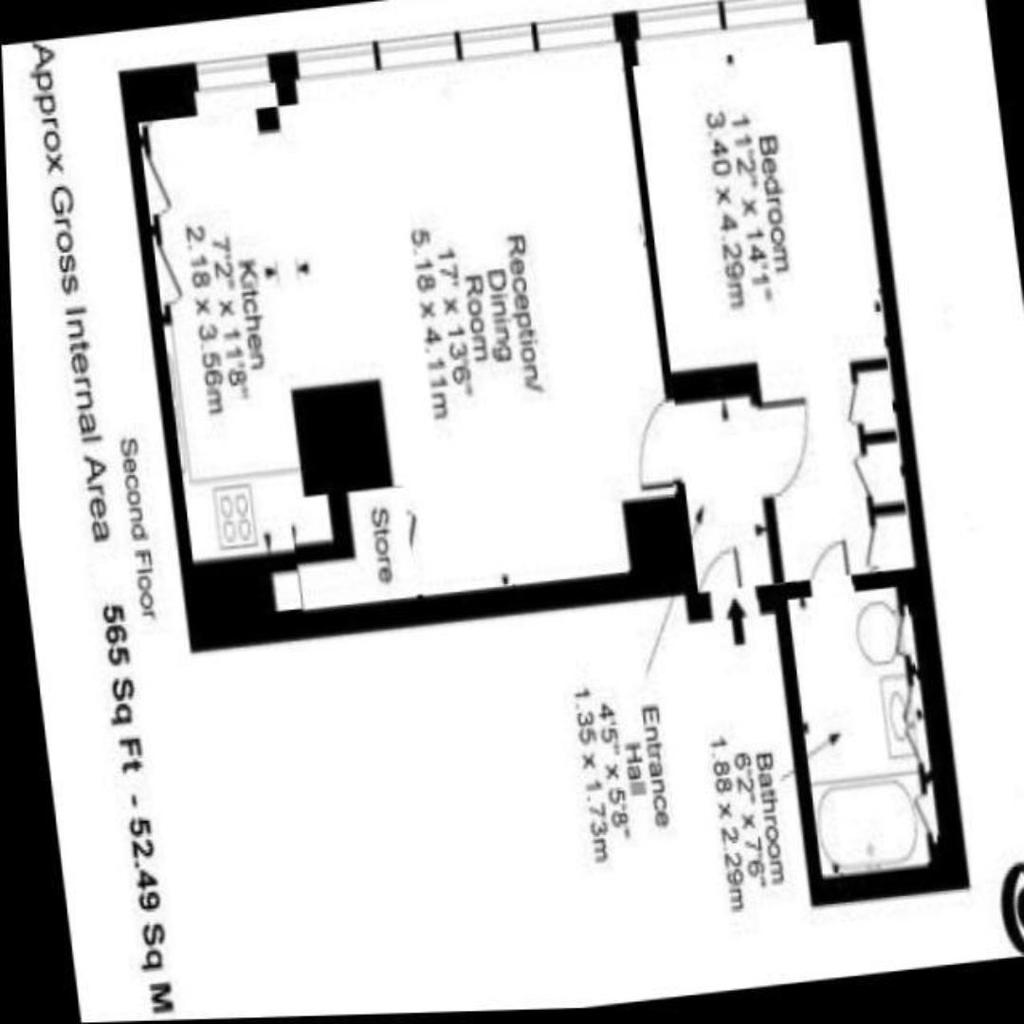 Bedroom
11'2" x 14'1"
3.40 x 4.29m
Reception/
Dining
Room
17' x 13'6"
5.18 x 4.11m
Kitchen
7'2" x 11'8"
2.18 x 3.56m
Store
Entrance
Hall
4'5" x 5'8"
1.35 x 1.73m
Bathroom
6'2" x 7'6"
1.88 x 2.29m
Second Floor
Approx Gross Internal Area 565 Sq Ft - 52.49 Sq M